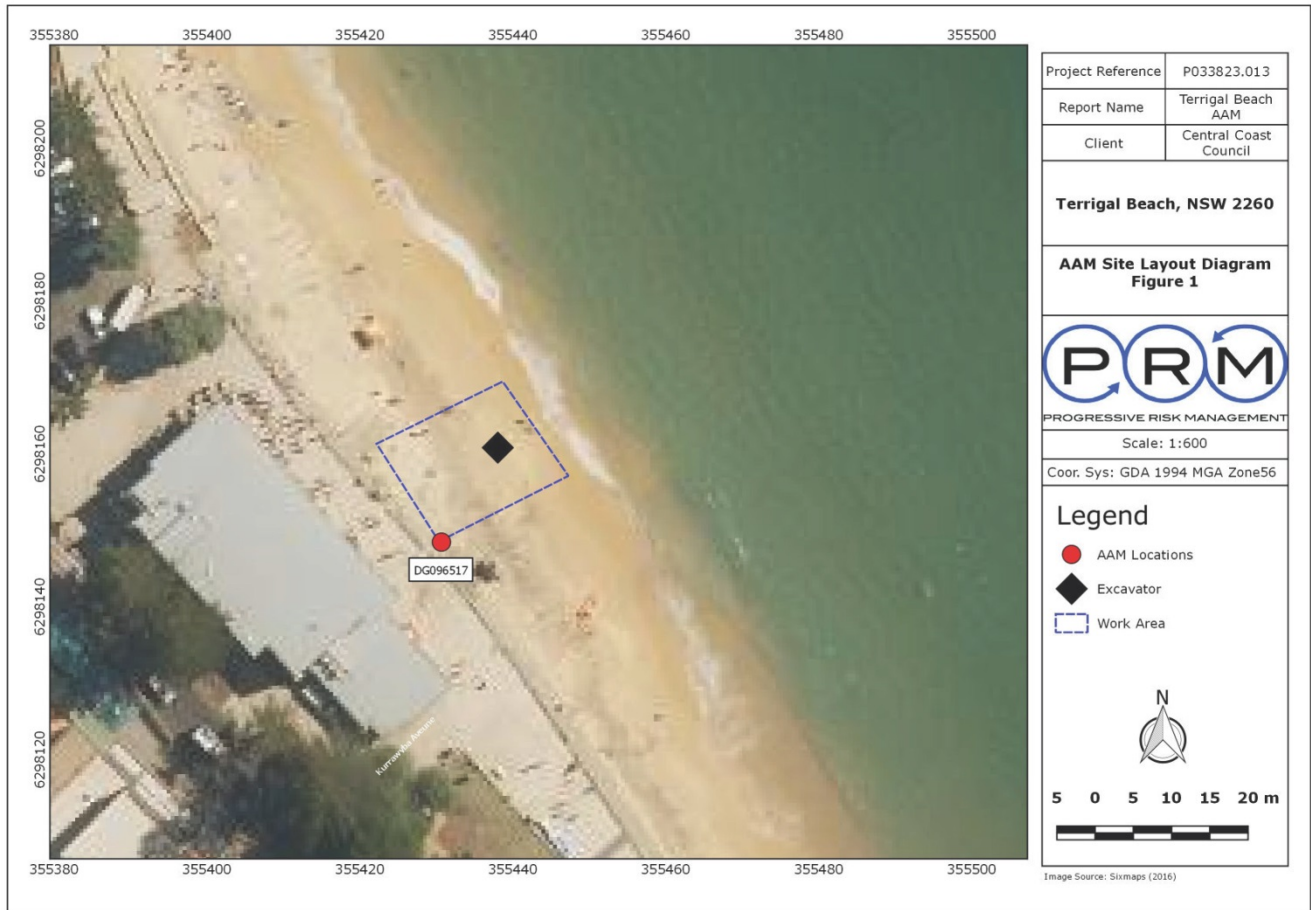 355380 355400 355420 355440 355460 355480 355500
6298200
6298180
6298160
6298140
6298120
DG096517
Kurrawaba Avenue
355380 355400 355420 355440 355460 355480 355500
Project Reference P033823.013
Report Name Terrigal Beach
AAM
Client Central Coast
Council
Terrigal Beach, NSW 2260
AAM Site Layout Diagram
Figure 1
PRM
PROGRESSIVE RISK MANAGEMENT
Scale: 1:600
Coor. Sys: GDA 1994 MGA Zone56
Legend
AAM Locations
Excavator
Work Area
N
5 0 5 10 15 20 m
Image Source: Sixmaps (2016)